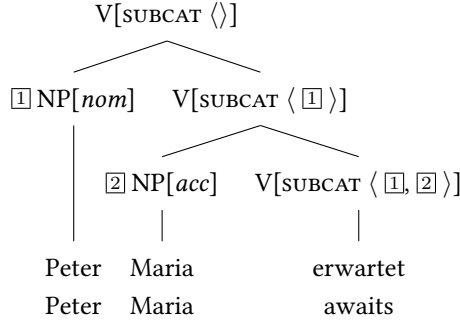 V[SUBCAT ⟨⟩]
1 NP[nom] V[SUBCAT ⟨ 1 ⟩]
2 NP[acc] V[SUBCAT ⟨ 1, 2 ⟩]
Peter Maria erwartet
Peter Maria awaits